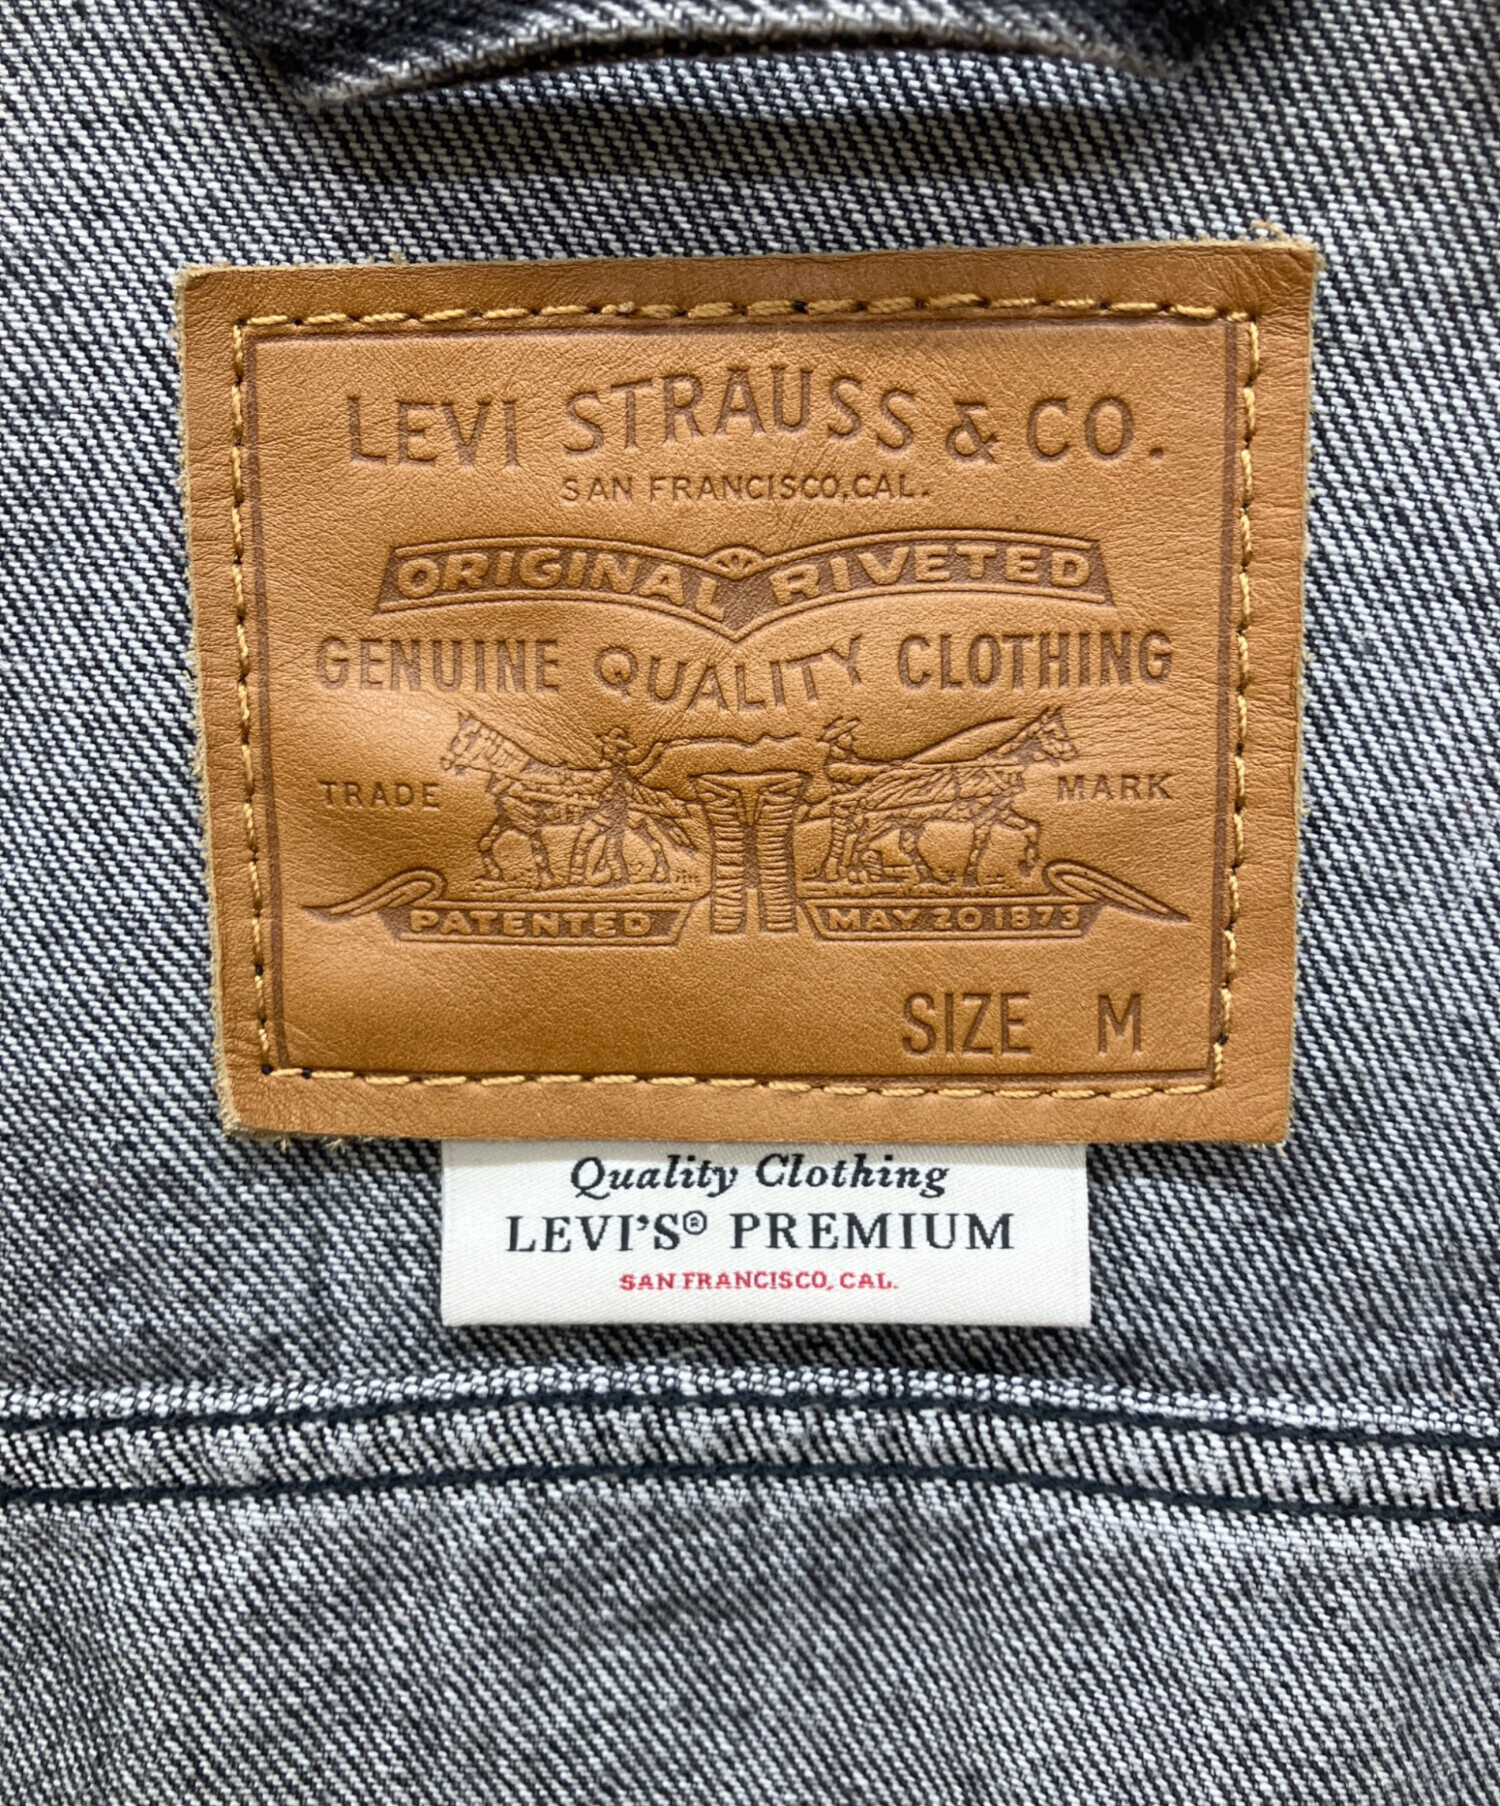 LEVI STRAUSS & CO.
SAN FRANCISCO, CAL.
ORIGINAL RIVETED
GENUINE QUALITY CLOTHING
TRADE MARK
PATENTED MAY 20 1873
SIZE M
Quality Clothing
LEVI'S® PREMIUM
SAN FRANCISCO, CAL.